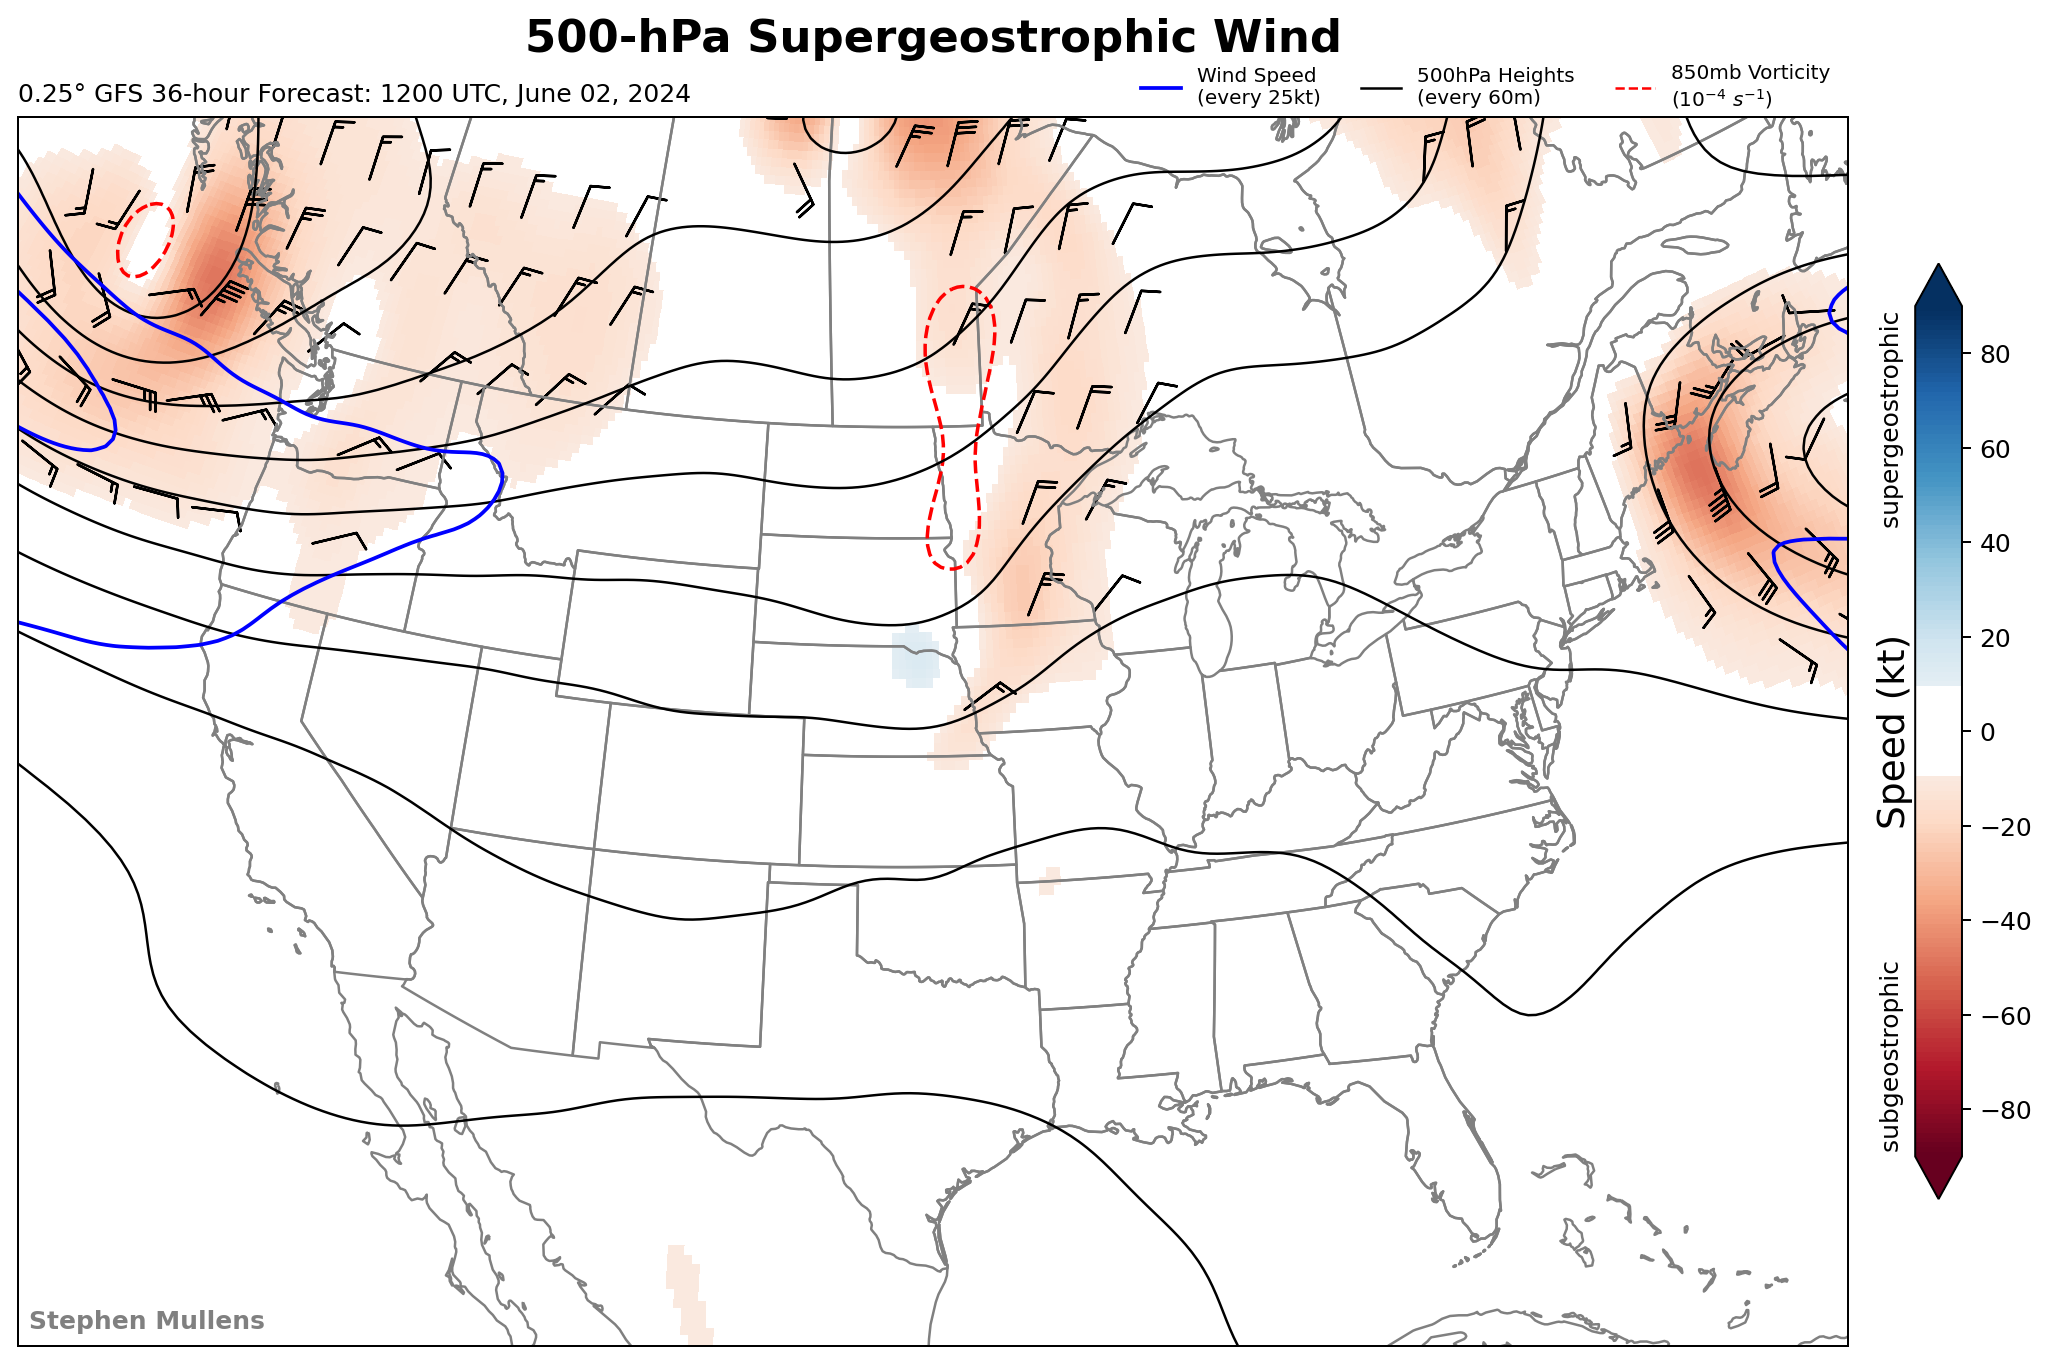 500-hPa Supergeostrophic Wind
0.25° GFS 36-hour Forecast: 1200 UTC, June 02, 2024
Wind Speed
(every 25kt)
500hPa Heights
(every 60m)
850mb Vorticity
(10⁻⁴ s⁻¹)
supergeostrophic
Speed (kt)
subgeostrophic
80
60
40
20
0
−20
−40
−60
−80
Stephen Mullens